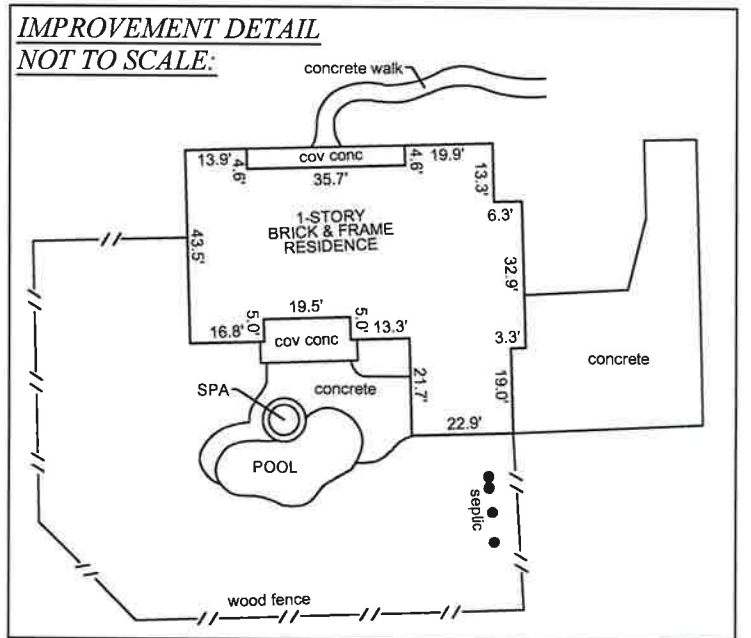 IMPROVEMENT DETAIL
NOT TO SCALE:
concrete walk
13.9'
4.6'
cov conc
35.7'
4.6'
19.9'
13.3'
6.3'
1-STORY
BRICK & FRAME
RESIDENCE
43.5'
32.9'
16.8'
5.0'
19.5'
5.0'
cov conc
13.3'
3.3'
concrete
SPA
concrete
21.7'
19.0'
22.9'
POOL
septic
wood fence